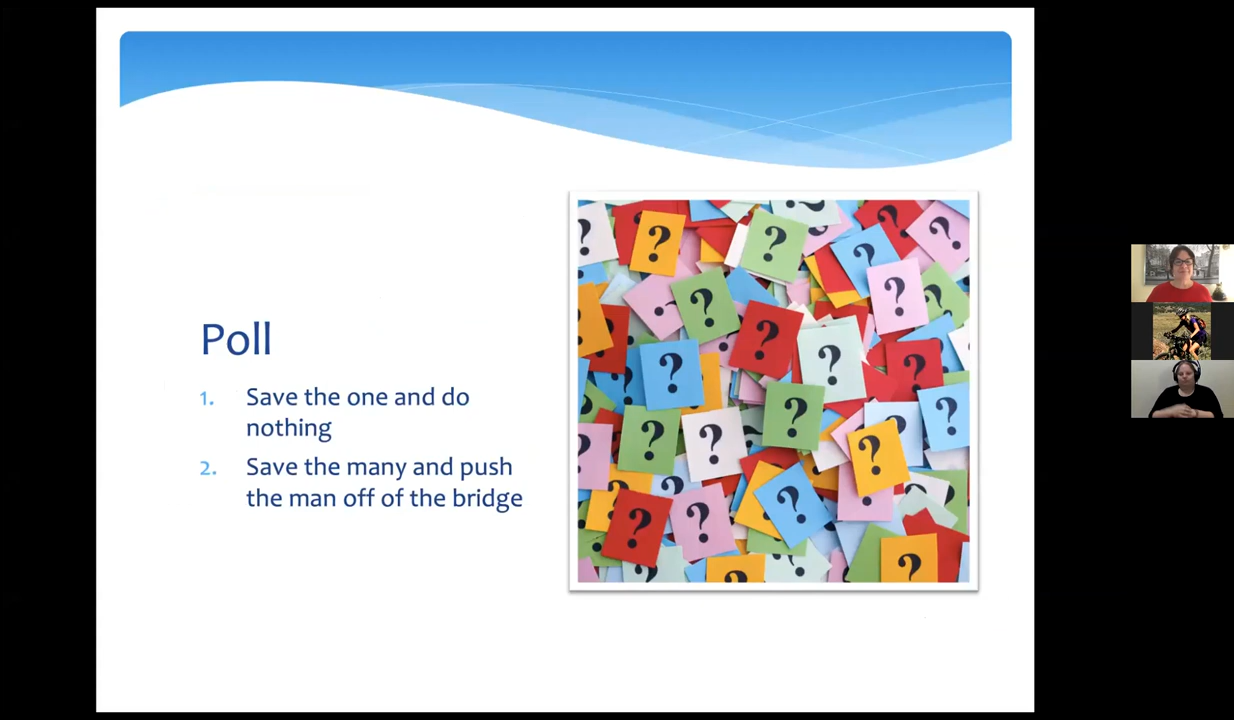 Poll
1. Save the one and do
nothing
2. Save the many and push
the man off of the bridge
? ? ? ? ? ?
? ? ? ?
? ? ? ?
? ? ? ?
? ? ? ?
? ? ?